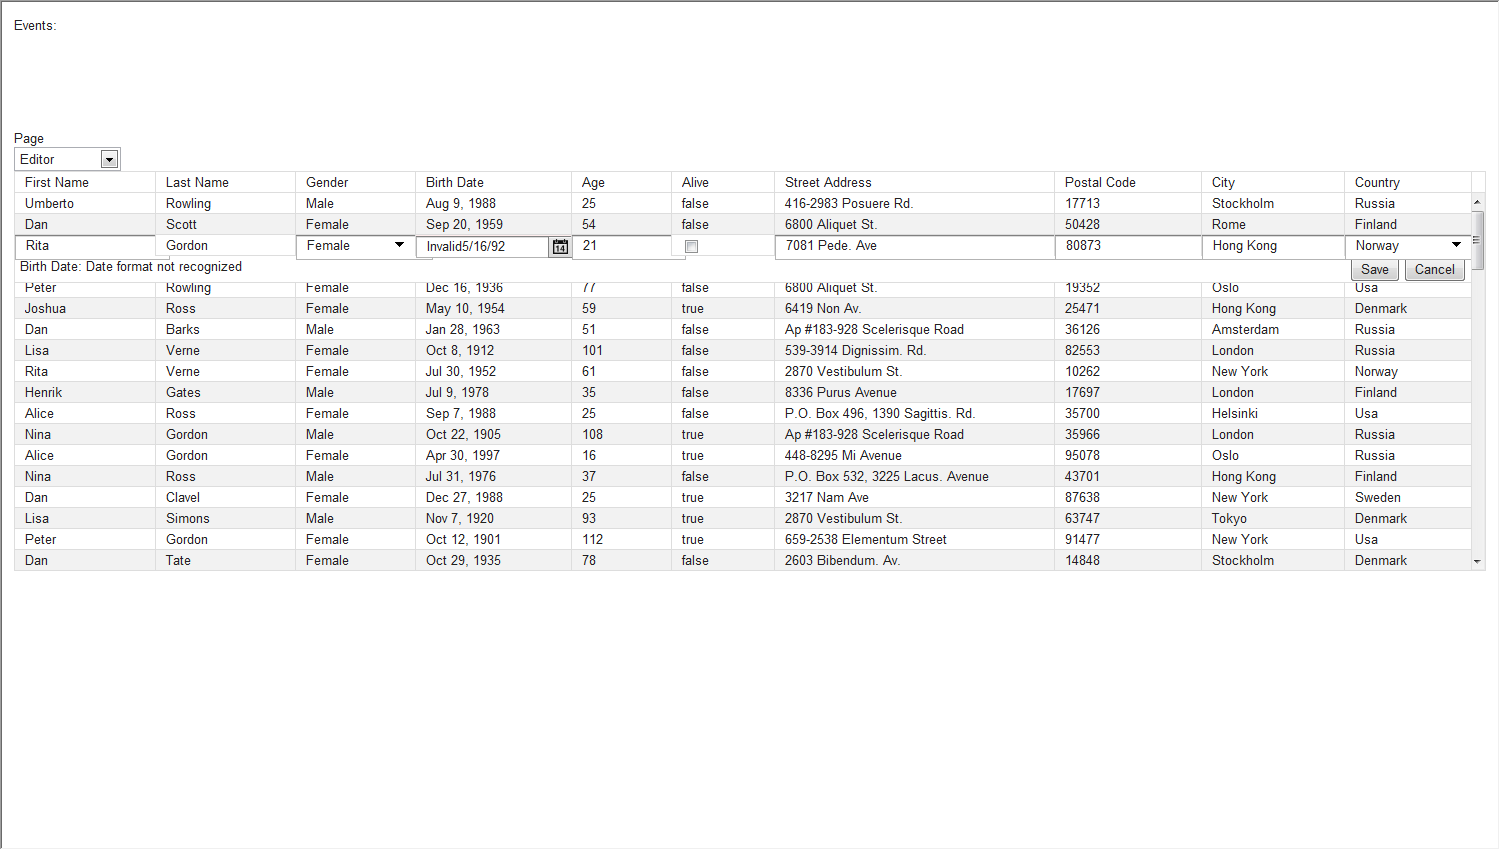 Events:
Page
Editor
First Name Last Name Gender Birth Date Age Alive Street Address Postal Code City Country
Umberto Rowling Male Aug 9, 1988 25 false 416-2983 Posuere Rd. 17713 Stockholm Russia
Dan Scott Female Sep 20, 1959 54 false 6800 Aliquet St. 50428 Rome Finland
Rita Gordon Female Invalid5/16/92 14 21 7081 Pede. Ave 80873 Hong Kong Norway
Birth Date: Date format not recognized Save Cancel
Peter Rowling Female Dec 16, 1936 77 false 6800 Aliquet St. 19352 Oslo Usa
Joshua Ross Female May 10, 1954 59 true 6419 Non Av. 25471 Hong Kong Denmark
Dan Barks Male Jan 28, 1963 51 false Ap #183-928 Scelerisque Road 36126 Amsterdam Russia
Lisa Verne Female Oct 8, 1912 101 false 539-3914 Dignissim. Rd. 82553 London Russia
Rita Verne Female Jul 30, 1952 61 false 2870 Vestibulum St. 10262 New York Norway
Henrik Gates Male Jul 9, 1978 35 false 8336 Purus Avenue 17697 London Finland
Alice Ross Female Sep 7, 1988 25 false P.O. Box 496, 1390 Sagittis. Rd. 35700 Helsinki Usa
Nina Gordon Male Oct 22, 1905 108 true Ap #183-928 Scelerisque Road 35966 London Russia
Alice Gordon Female Apr 30, 1997 16 true 448-8295 Mi Avenue 95078 Oslo Russia
Nina Ross Male Jul 31, 1976 37 false P.O. Box 532, 3225 Lacus. Avenue 43701 Hong Kong Finland
Dan Clavel Female Dec 27, 1988 25 true 3217 Nam Ave 87638 New York Sweden
Lisa Simons Male Nov 7, 1920 93 true 2870 Vestibulum St. 63747 Tokyo Denmark
Peter Gordon Female Oct 12, 1901 112 true 659-2538 Elementum Street 91477 New York Usa
Dan Tate Female Oct 29, 1935 78 false 2603 Bibendum. Av. 14848 Stockholm Denmark